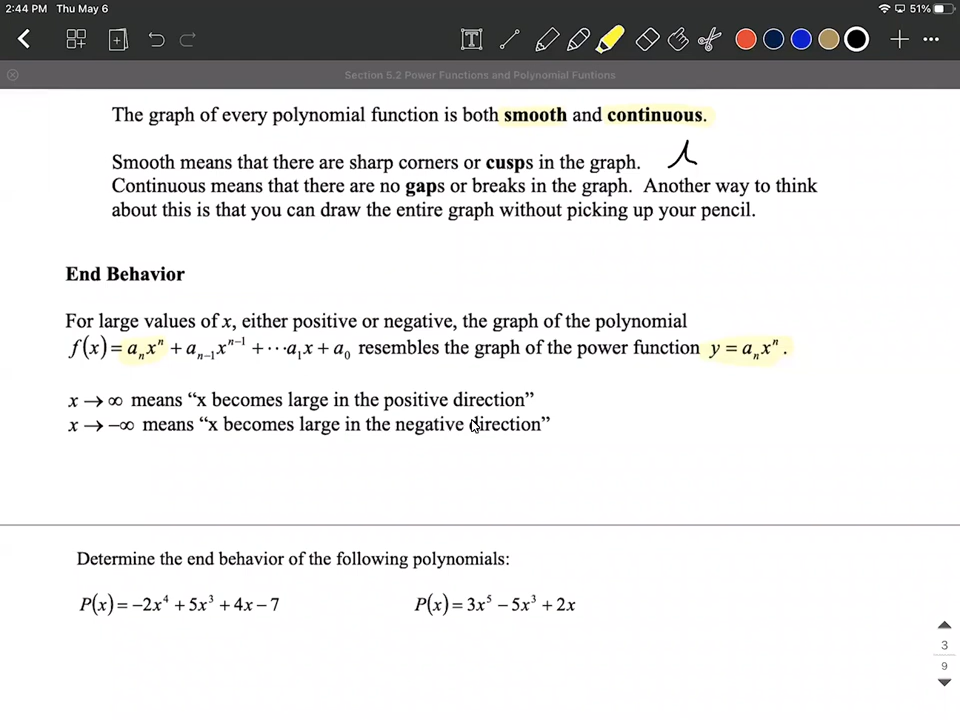 2:44 PM Thu May 6 51%
Section 5.2 Power Functions and Polynomial Funtions
The graph of every polynomial function is both smooth and continuous.
Smooth means that there are sharp corners or cusps in the graph.
Continuous means that there are no gaps or breaks in the graph. Another way to think
about this is that you can draw the entire graph without picking up your pencil.
End Behavior
For large values of x, either positive or negative, the graph of the polynomial
f(x) = aₙxⁿ + aₙ₋₁xⁿ⁻¹ + ⋯a₁x + a₀ resembles the graph of the power function y = aₙxⁿ.
x → ∞ means “x becomes large in the positive direction”
x → −∞ means “x becomes large in the negative direction”
Determine the end behavior of the following polynomials:
P(x) = −2x⁴ + 5x³ + 4x − 7 P(x) = 3x⁵ − 5x³ + 2x
3
9